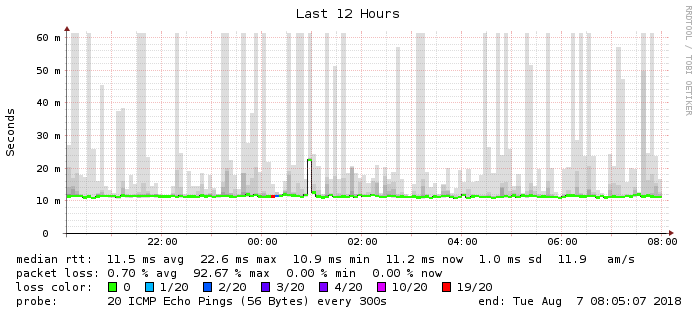 Last 12 Hours
RRDTOOL / TOBI OETIKER
Seconds
60 m
50 m
40 m
30 m
20 m
10 m
0
22:00 00:00 02:00 04:00 06:00 08:00
median rtt: 11.5 ms avg 22.6 ms max 10.9 ms min 11.2 ms now 1.0 ms sd 11.9 am/s
packet loss: 0.70 % avg 92.67 % max 0.00 % min 0.00 % now
loss color: 0 1/20 2/20 3/20 4/20 10/20 19/20
probe: 20 ICMP Echo Pings (56 Bytes) every 300s end: Tue Aug 7 08:05:07 2018